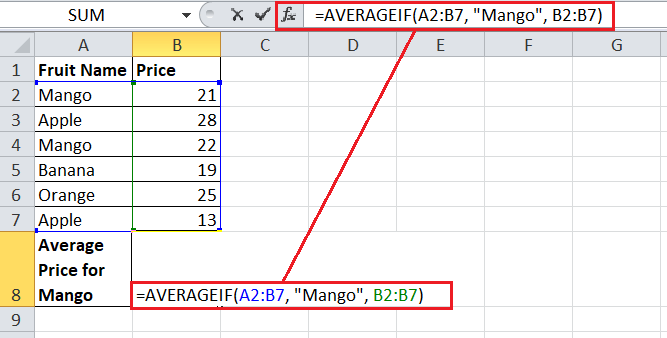 SUM fx =AVERAGEIF(A2:B7, "Mango", B2:B7)
A B C D E F G
1 Fruit Name Price
2 Mango 21
3 Apple 28
4 Mango 22
5 Banana 19
6 Orange 25
7 Apple 13
Average
Price for
8 Mango =AVERAGEIF(A2:B7, "Mango", B2:B7)
9